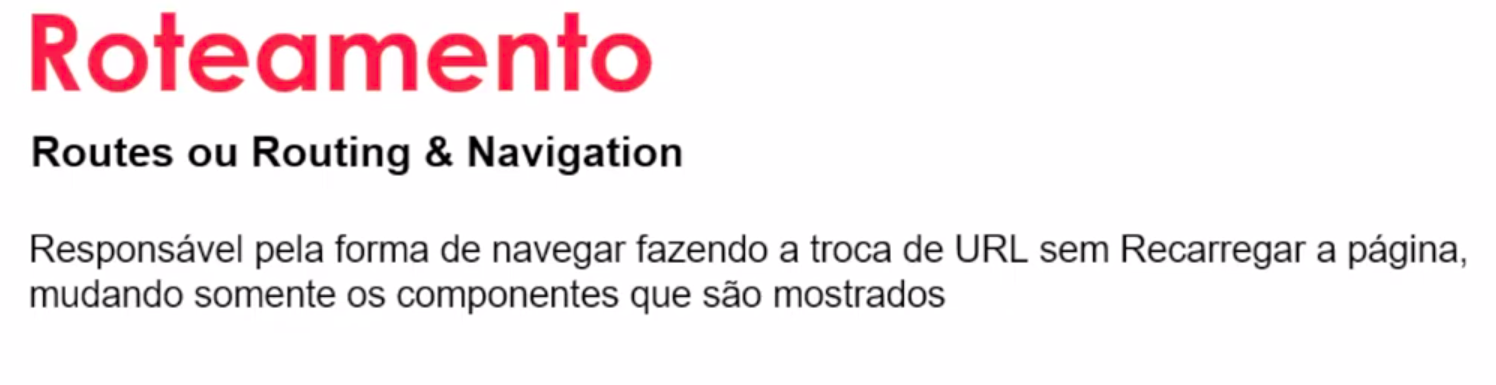 Roteamento
Routes ou Routing & Navigation
Responsável pela forma de navegar fazendo a troca de URL sem Recarregar a página,
mudando somente os componentes que são mostrados